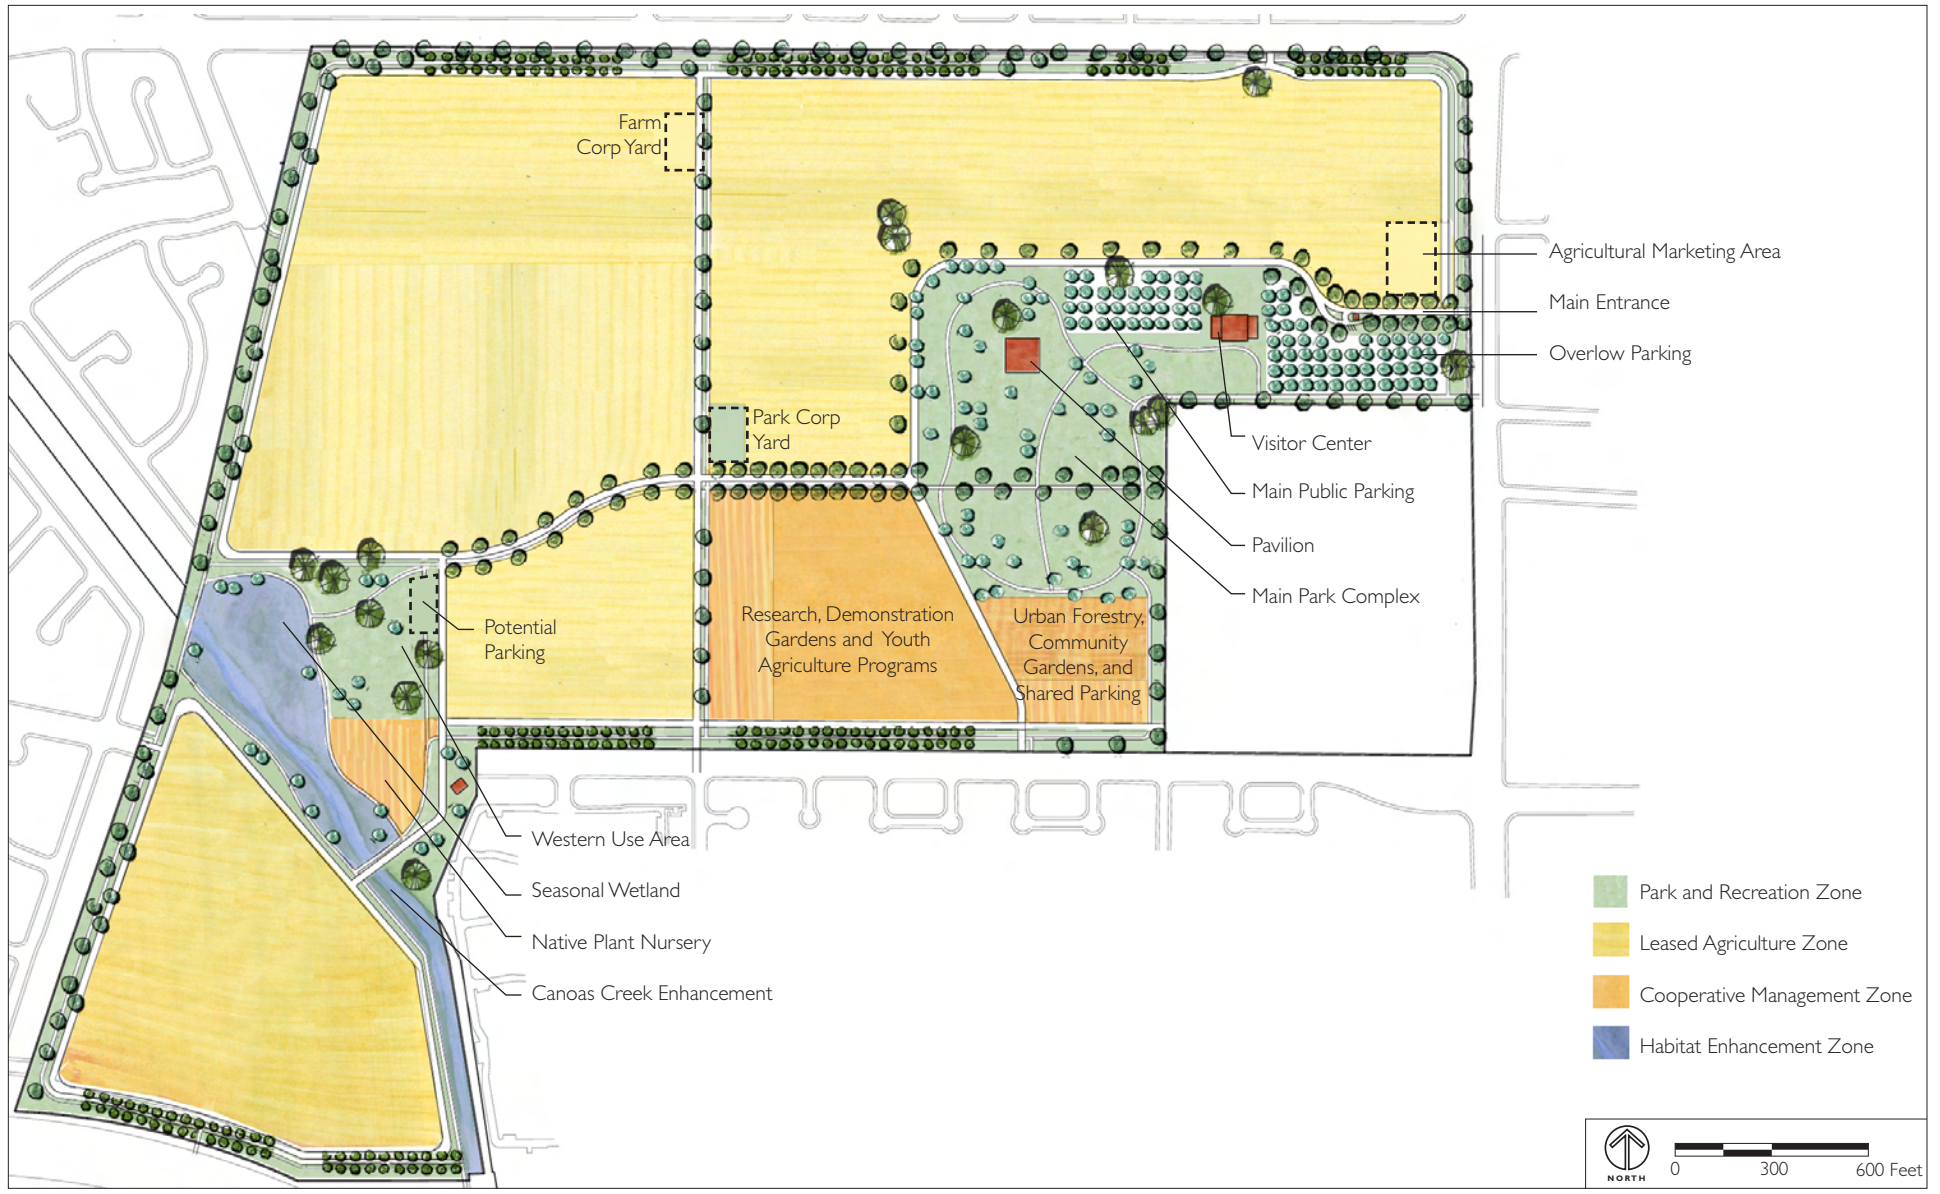 Farm
Corp Yard
Agricultural Marketing Area
Main Entrance
Overlow Parking
Park Corp
Yard
Visitor Center
Main Public Parking
Pavilion
Main Park Complex
Research, Demonstration
Gardens and Youth
Agriculture Programs
Urban Forestry,
Community
Gardens, and
Shared Parking
Potential
Parking
Western Use Area
Seasonal Wetland
Native Plant Nursery
Canoas Creek Enhancement
Park and Recreation Zone
Leased Agriculture Zone
Cooperative Management Zone
Habitat Enhancement Zone
NORTH
0 300 600 Feet